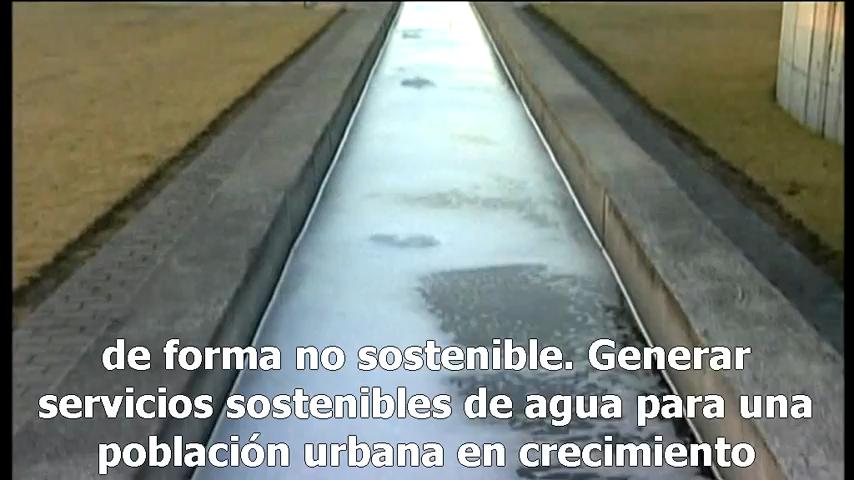 de forma no sostenible. Generar
servicios sostenibles de agua para una
población urbana en crecimiento